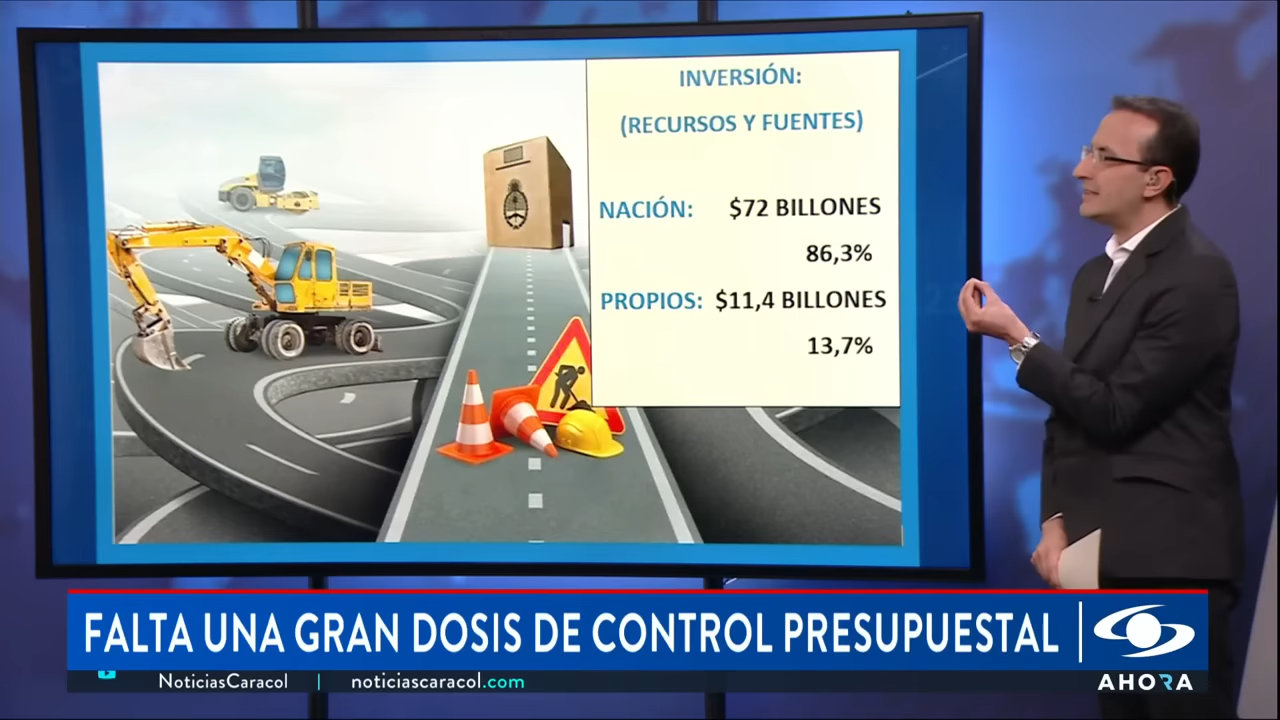 INVERSIÓN:
(RECURSOS Y FUENTES)
NACIÓN: $72 BILLONES
86,3%
PROPIOS: $11,4 BILLONES
13,7%
FALTA UNA GRAN DOSIS DE CONTROL PRESUPUESTAL
NoticiasCaracol | noticiascaracol.com
AHORA